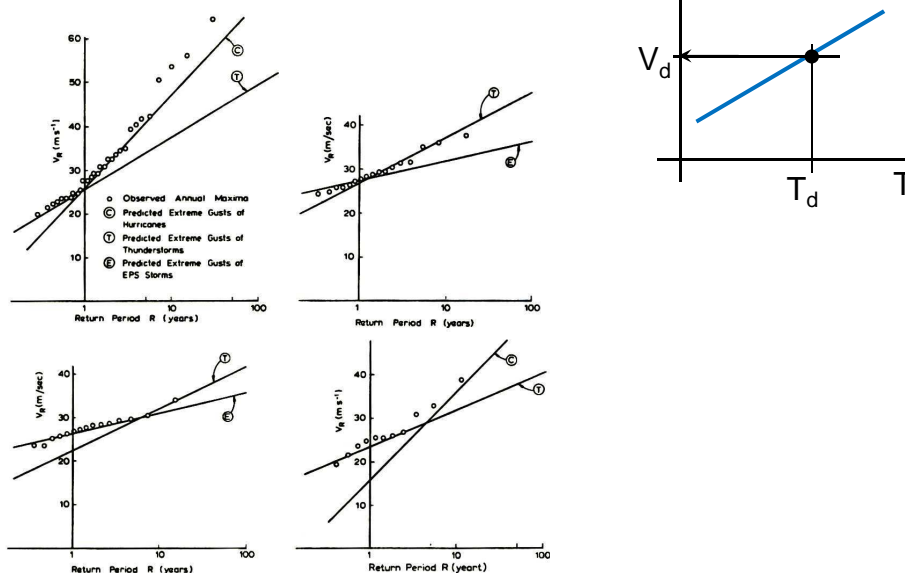 60
50
40
30
20
10
V_R (m s⁻¹)
Ⓒ
Ⓣ
o Observed Annual Maxima
Ⓒ Predicted Extreme Gusts of
Hurricanes
Ⓣ Predicted Extreme Gusts of
Thunderstorms
Ⓔ Predicted Extreme Gusts of
EPS Storms
1 10 100
Return Period R (years)
40
30
20
10
V_R (m/sec)
Ⓣ
Ⓔ
1 10 100
Return Period R (years)
V_d
T_d
T
40
30
20
10
V_R (m/sec)
Ⓣ
Ⓔ
1 10 100
Return Period R (years)
40
30
20
10
V_R (m s⁻¹)
Ⓒ
Ⓣ
1 10 100
Return Period R (yeart)